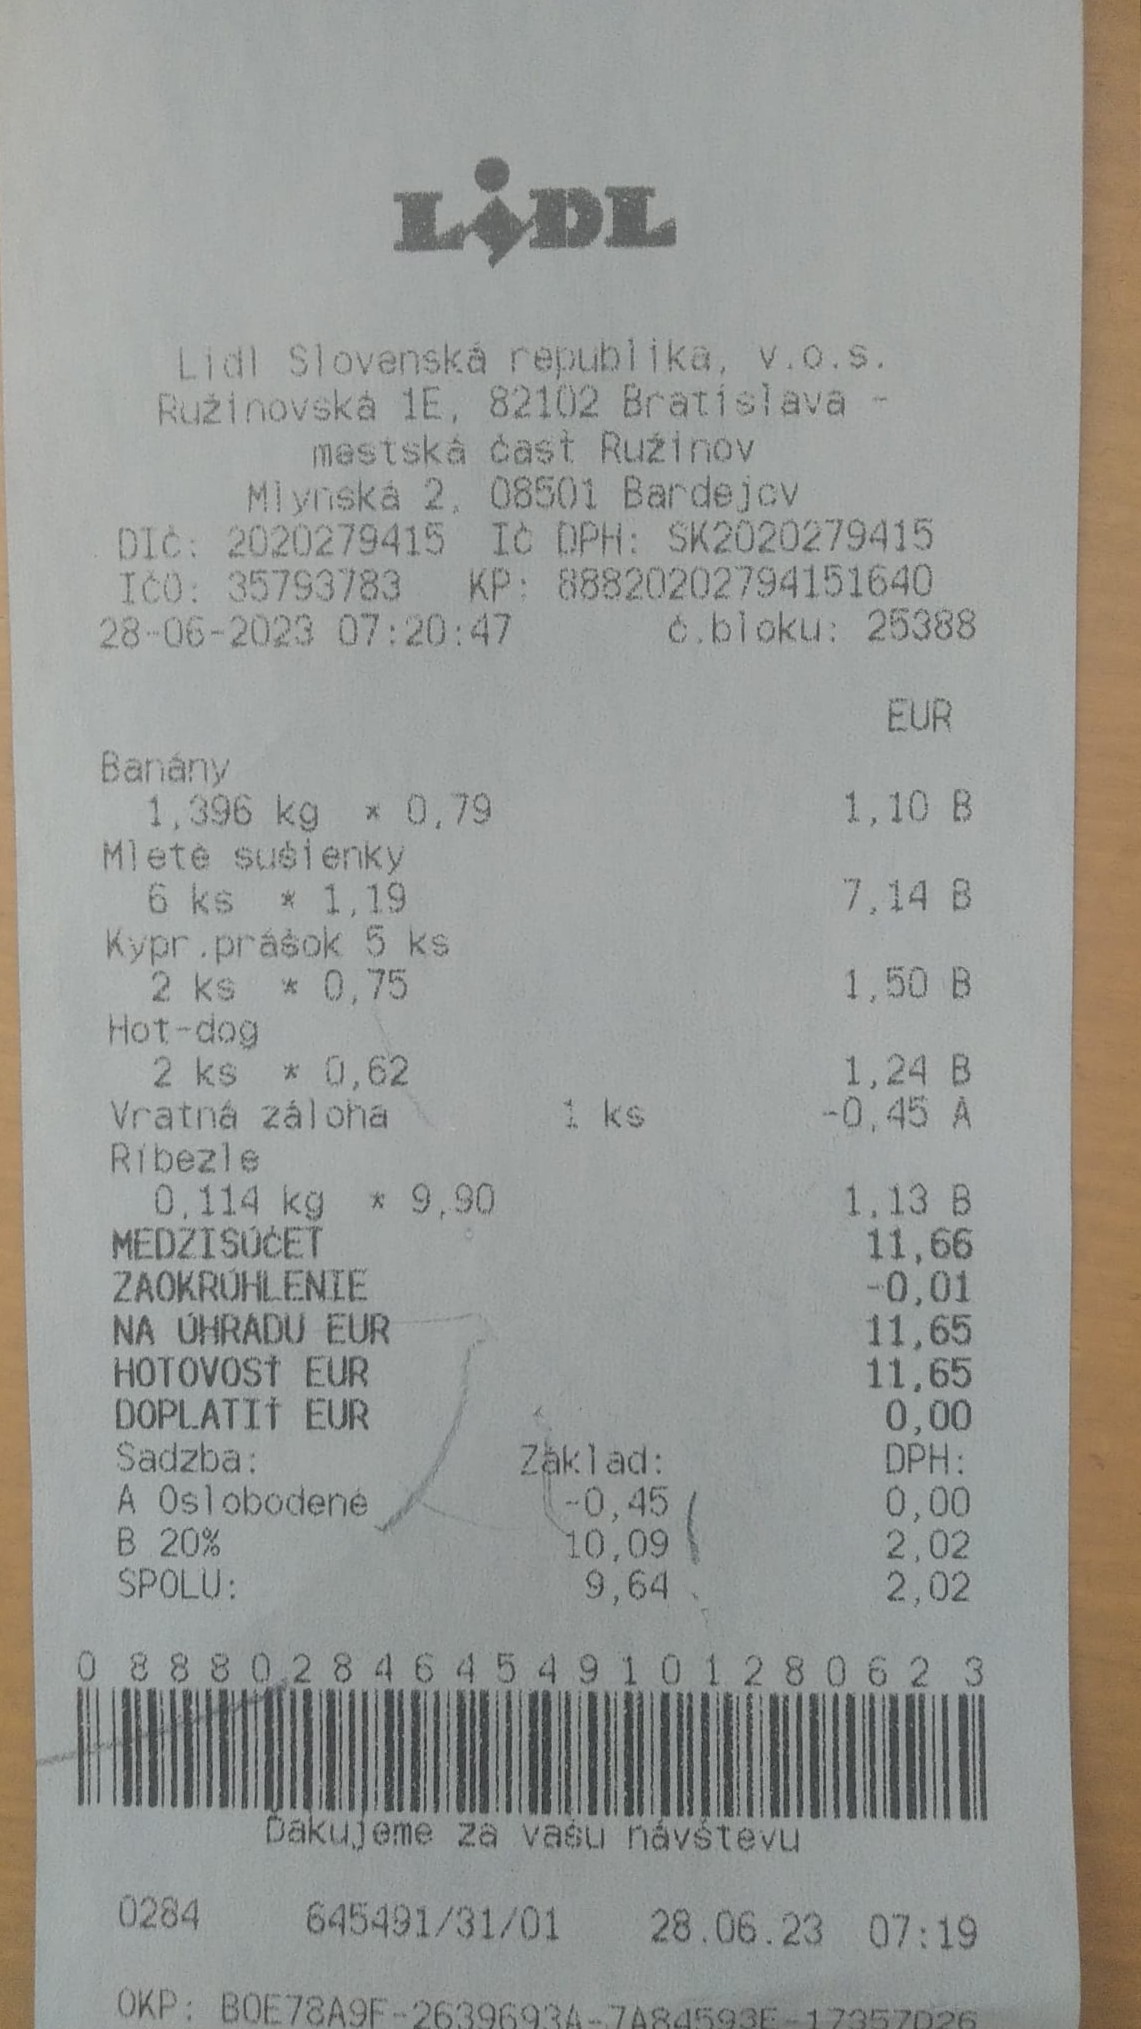 LIDL
Lidl Slovenská republika, v.o.s.
Ružinovská 1E, 82102 Bratislava -
mestská časť Ružinov
Mlynská 2, 08501 Bardejov
DIČ: 2020279415 IČ DPH: SK2020279415
IČO: 35793783 KP: 88820202794151640
28-06-2023 07:20:47 č.bloku: 25388
EUR
Banány
1,396 kg * 0,79 1,10 B
Mleté sušienky
6 ks * 1,19 7,14 B
Kypr.prášok 5 ks
2 ks * 0,75 1,50 B
Hot-dog
2 ks * 0,62 1,24 B
Vratná záloha 1 ks -0,45 A
Ríbezle
0,114 kg * 9,90 1,13 B
MEDZISÚČET 11,66
ZAOKRÚHLENIE -0,01
NA ÚHRADU EUR 11,65
HOTOVOSŤ EUR 11,65
DOPLATIŤ EUR 0,00
Sadzba: Základ: DPH:
A Oslobodené -0,45 0,00
B 20% 10,09 2,02
SPOLU: 9,64 2,02
0 8 8 8 0 2 8 4 6 4 5 4 9 1 0 1 2 8 0 6 2 3
Ďakujeme za vašu návštevu
0284 645491/31/01 28.06.23 07:19
OKP: B0E78A9F-2639693A-7A84593E-17357D26